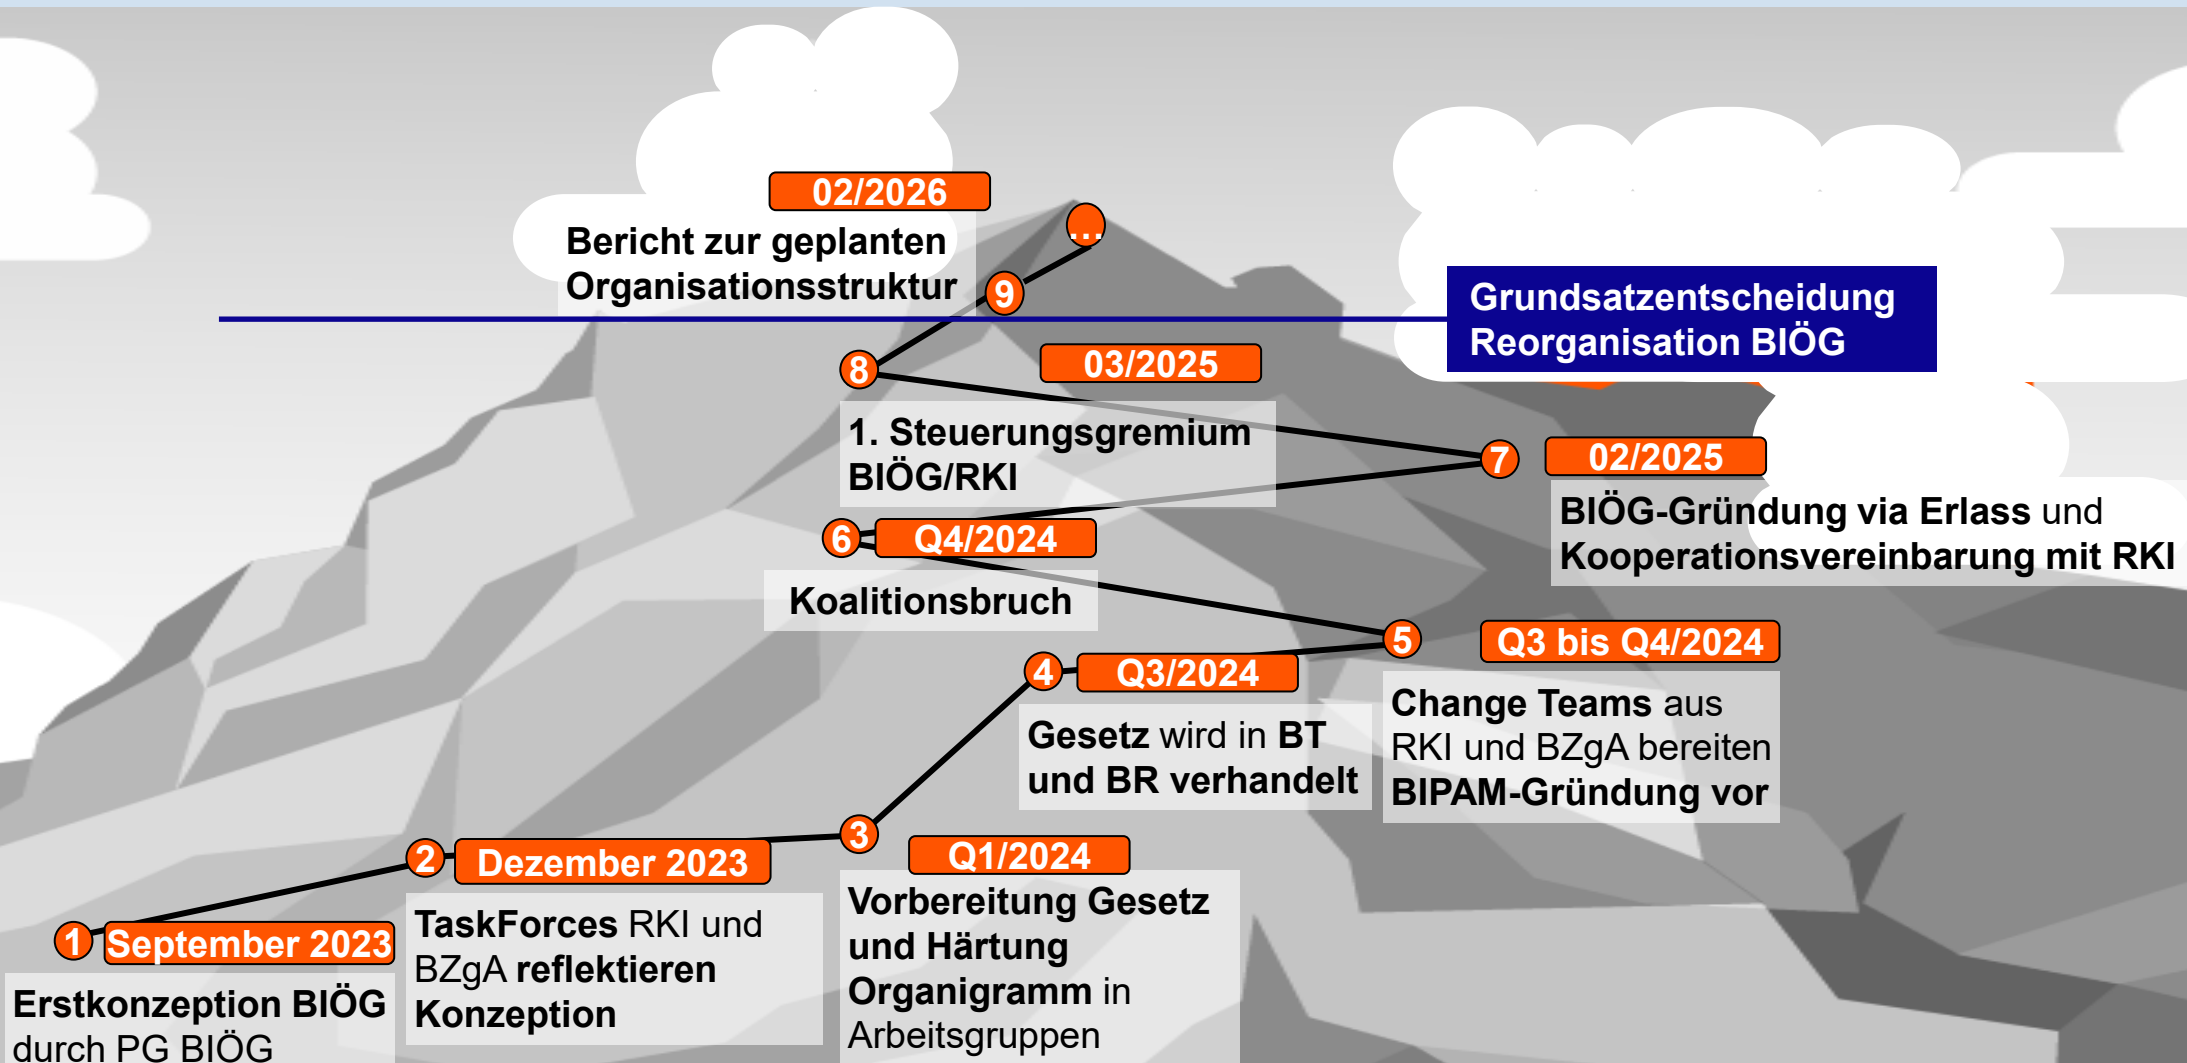 02/2026
Bericht zur geplanten
Organisationsstruktur
…
9
Grundsatzentscheidung
Reorganisation BIÖG
8
03/2025
1. Steuerungsgremium
BIÖG/RKI
7
02/2025
BIÖG-Gründung via Erlass und
Kooperationsvereinbarung mit RKI
6
Q4/2024
Koalitionsbruch
5
Q3 bis Q4/2024
Change Teams aus
RKI und BZgA bereiten
BIPAM-Gründung vor
4
Q3/2024
Gesetz wird in BT
und BR verhandelt
3
Q1/2024
Vorbereitung Gesetz
und Härtung
Organigramm in
Arbeitsgruppen
2
Dezember 2023
TaskForces RKI und
BZgA reflektieren
Konzeption
1
September 2023
Erstkonzeption BIÖG
durch PG BIÖG